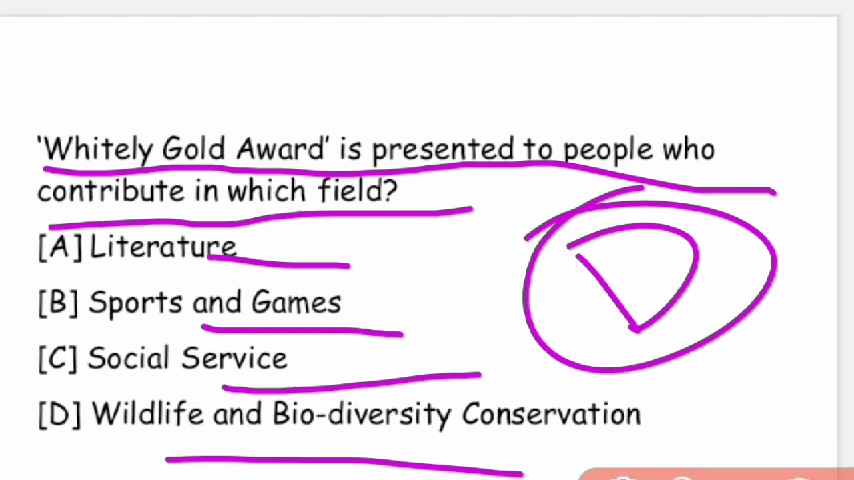 'Whitely Gold Award' is presented to people who
contribute in which field?
[A] Literature
[B] Sports and Games
[C] Social Service
[D] Wildlife and Bio-diversity Conservation
D